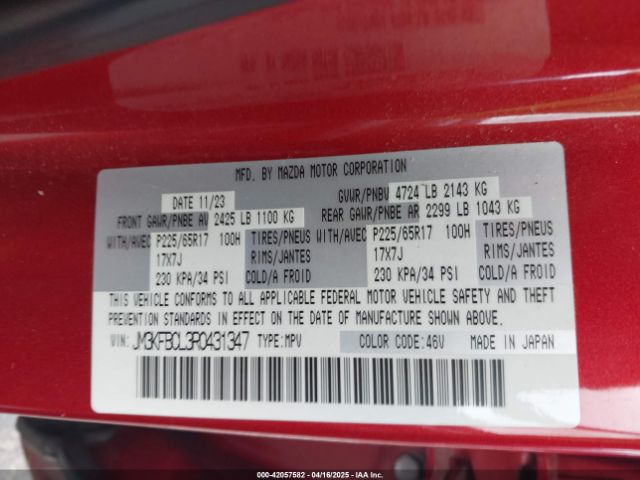 MFD. BY MAZDA MOTOR CORPORATION
DATE 11/23 GVWR/PNBV 4724 LB 2143 KG
FRONT GAWR/PNBE AV 2425 LB 1100 KG REAR GAWR/PNBE AR 2299 LB 1043 KG
WITH/AVEC P225/65R17 100H TIRES/PNEUS WITH/AVEC P225/65R17 100H TIRES/PNEUS
17X7J RIMS/JANTES 17X7J RIMS/JANTES
230 KPA/34 PSI COLD/A FROID 230 KPA/34 PSI COLD/A FROID
THIS VEHICLE CONFORMS TO ALL APPLICABLE FEDERAL MOTOR VEHICLE SAFETY AND THEFT
PREVENTION STANDARDS IN EFFECT ON THE DATE OF MANUFACTURE SHOWN ABOVE.
VIN: JM3KFBCL3R0431347 TYPE:MPV COLOR CODE:46V MADE IN JAPAN
000-42057582 - 04/16/2025 - IAA Inc.